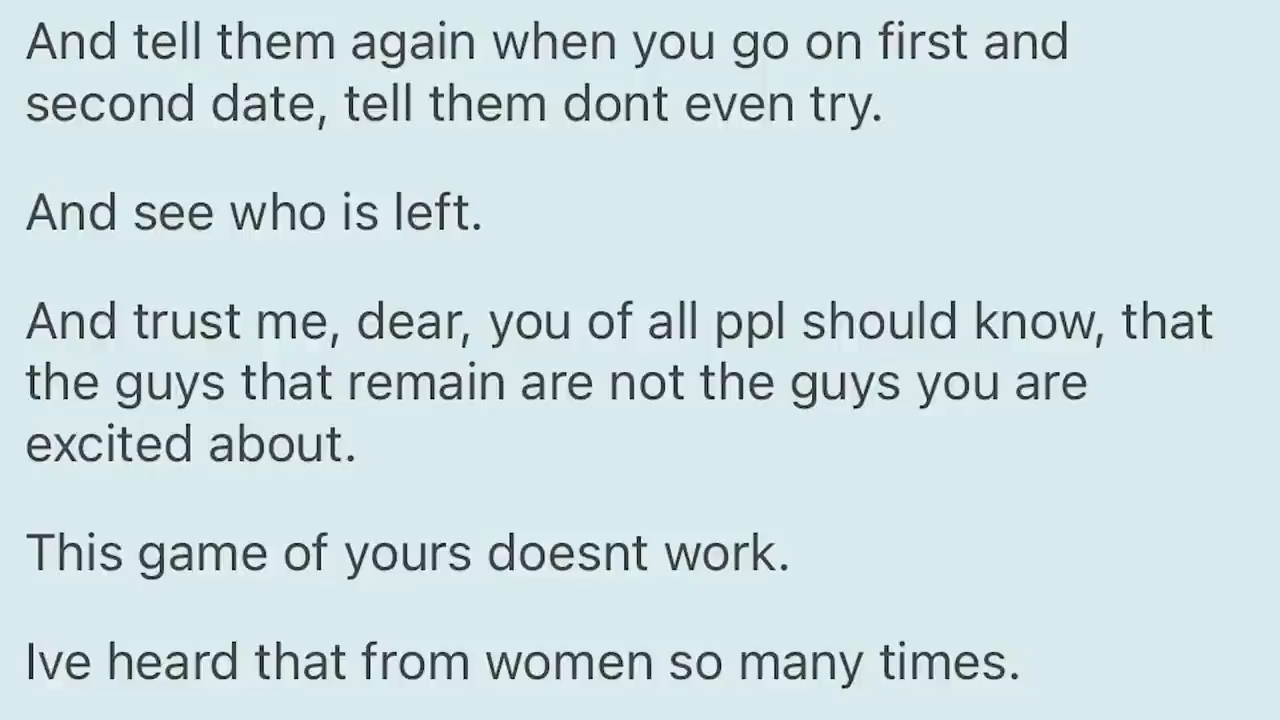 And tell them again when you go on first and
second date, tell them dont even try.
And see who is left.
And trust me, dear, you of all ppl should know, that
the guys that remain are not the guys you are
excited about.
This game of yours doesnt work.
Ive heard that from women so many times.